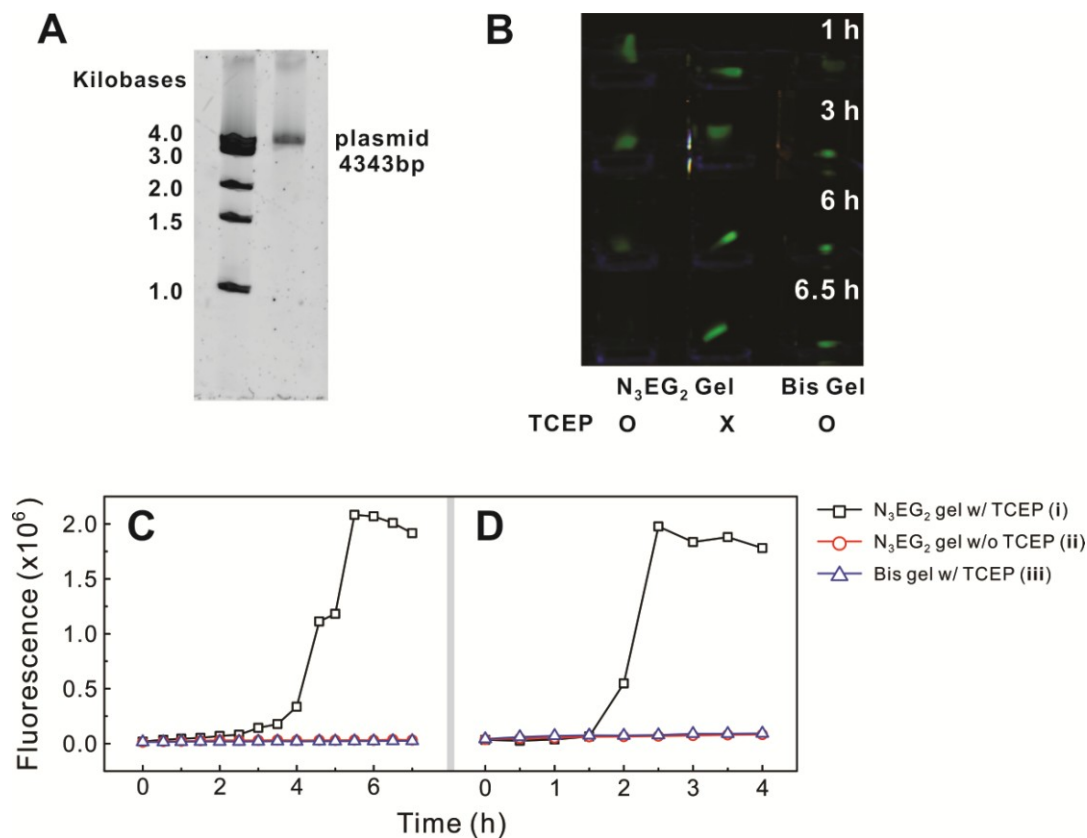 A
Kilobases
4.0
3.0
2.0
1.5
1.0
plasmid
4343bp
B
1 h
3 h
6 h
6.5 h
N₃EG₂ Gel Bis Gel
TCEP O X O
C
D
Fluorescence (x10⁶)
2.0
1.5
1.0
0.5
0.0
0 2 4 6 0 1 2 3 4
Time (h)
N₃EG₂ gel w/ TCEP (i)
N₃EG₂ gel w/o TCEP (ii)
Bis gel w/ TCEP (iii)